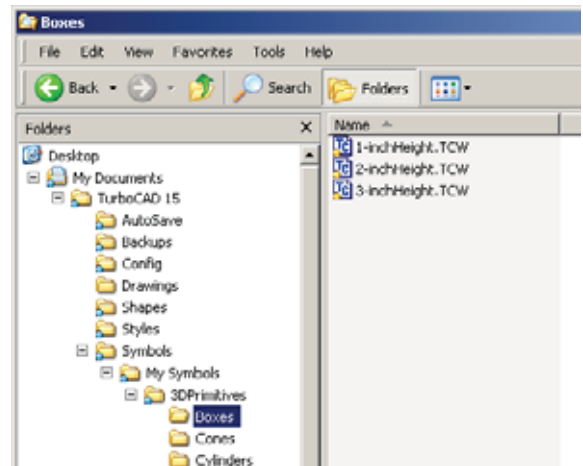 Boxes
File Edit View Favorites Tools Help
Back Search Folders
Folders X Name
Desktop
My Documents
TurboCAD 15
AutoSave
Backups
Config
Drawings
Shapes
Styles
Symbols
My Symbols
3DPrimitives
Boxes
Cones
Cylinders
1-inchHeight.TCW
2-inchHeight.TCW
3-inchHeight.TCW